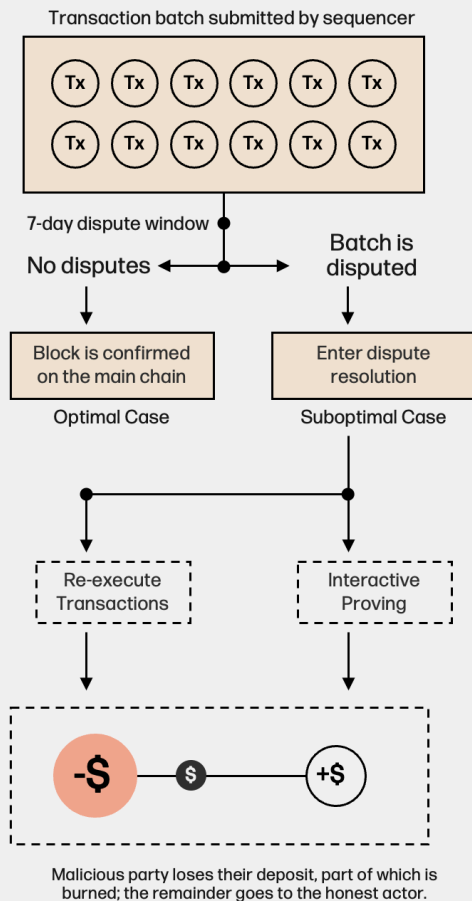 Transaction batch submitted by sequencer
Tx Tx Tx Tx Tx Tx
Tx Tx Tx Tx Tx Tx
7-day dispute window
No disputes
Batch is
disputed
Block is confirmed
on the main chain
Enter dispute
resolution
Optimal Case
Suboptimal Case
Re-execute
Transactions
Interactive
Proving
-$ $ +$
Malicious party loses their deposit, part of which is
burned; the remainder goes to the honest actor.